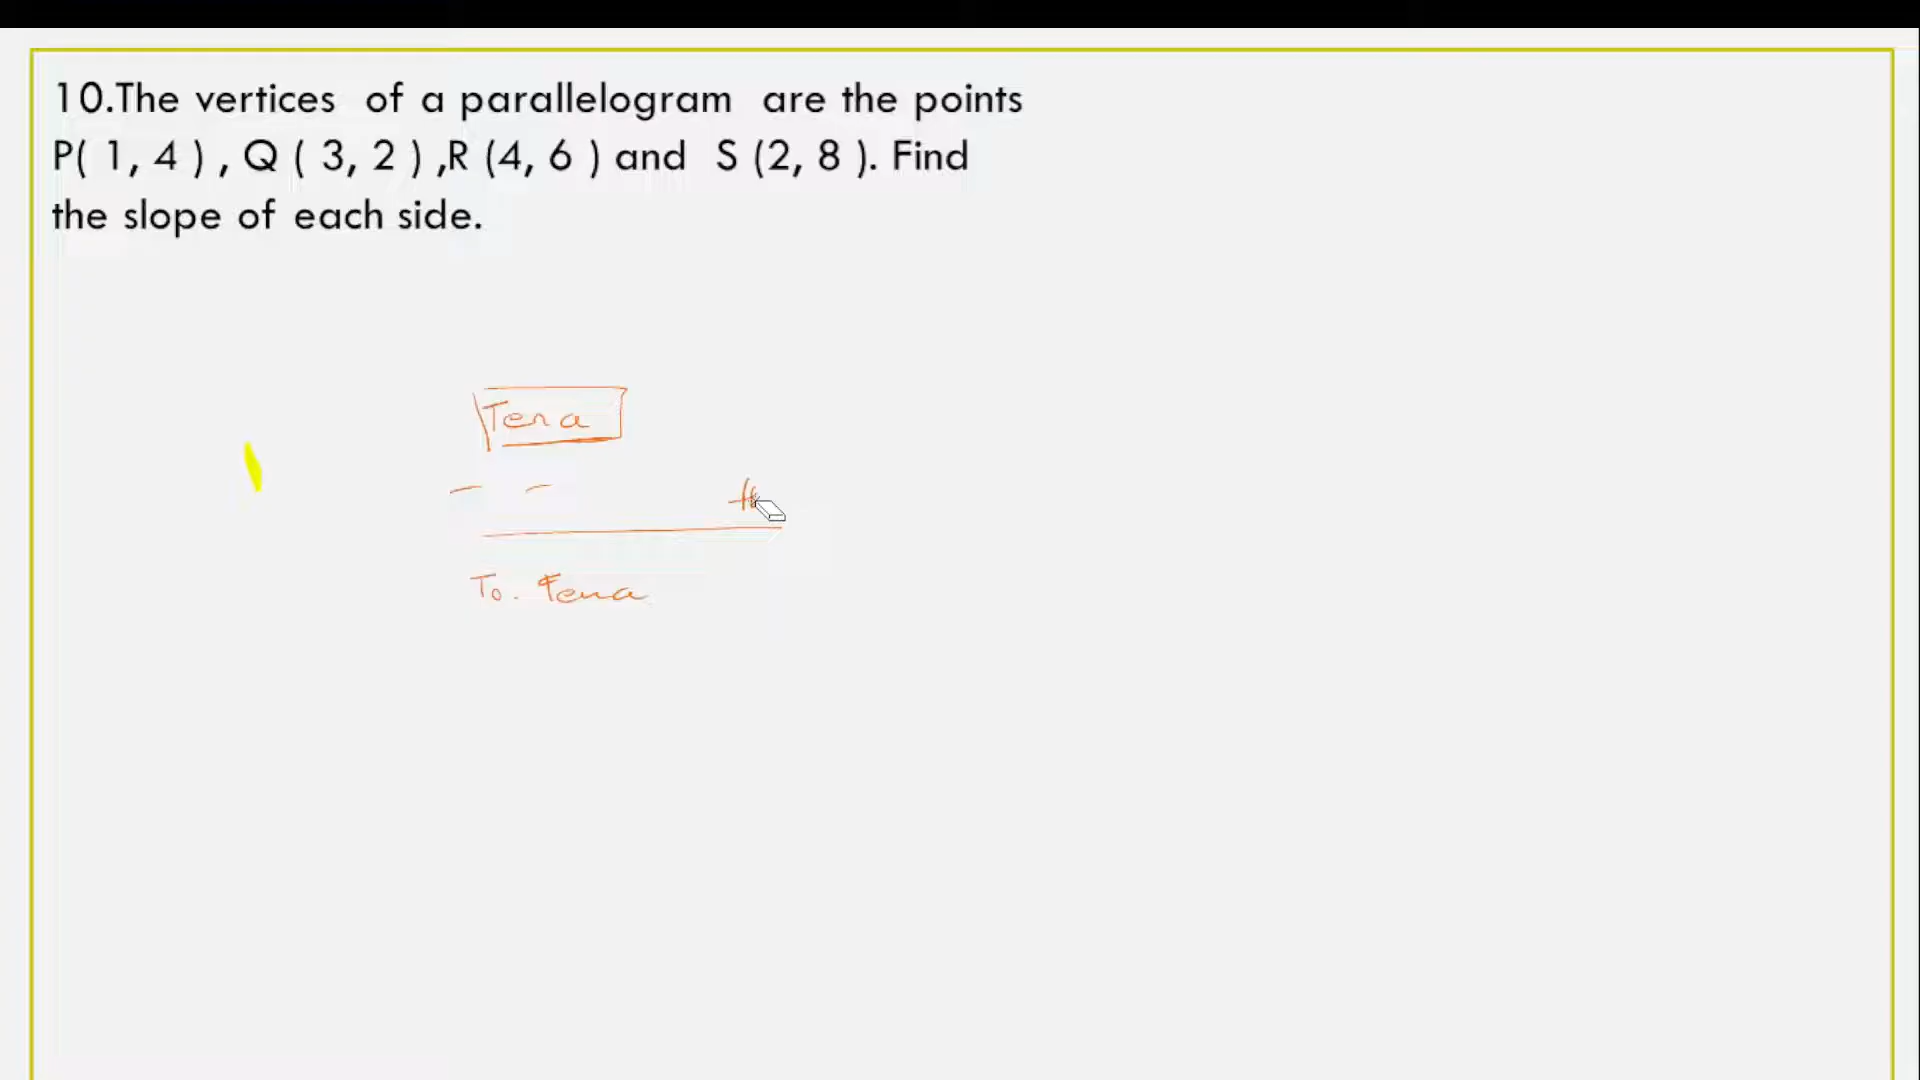 10.The vertices of a parallelogram are the points
P( 1, 4 ) , Q ( 3, 2 ) ,R (4, 6 ) and S (2, 8 ). Find
the slope of each side.
Tena
To. Tena